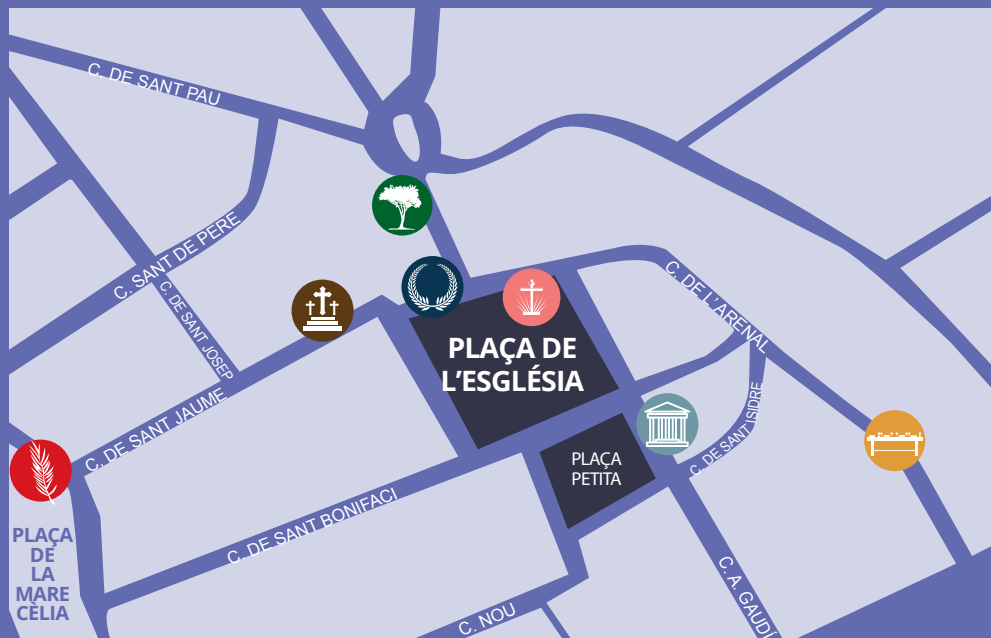 C. DE SANT PAU
C. SANT DE PERE
C. DE SANT JOSEP
C. DE L'ARENAL
PLAÇA DE
L'ESGLÉSIA
C. DE SANT JAUME
C. DE SANT ISIDRE
PLAÇA
PETITA
C. DE SANT BONIFACI
PLAÇA
DE
LA
MARE
CÈLIA
C. A. GAUDÍ
C. NOU